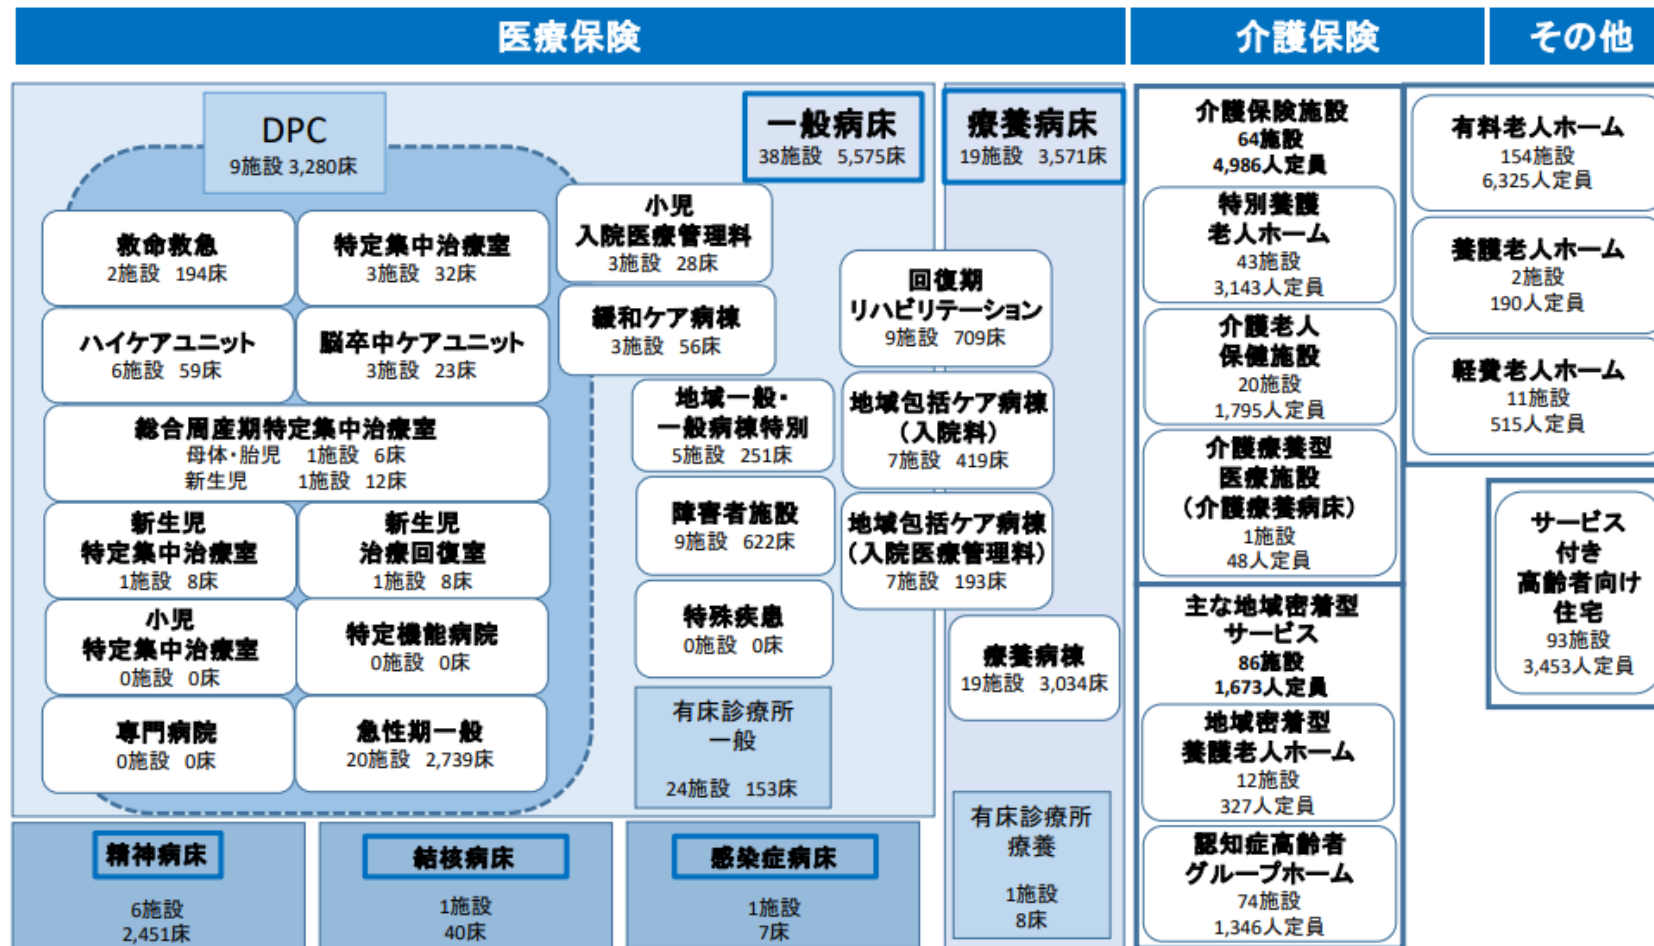 医療保険
介護保険
その他
DPC
9施設 3,280床
一般病床
38施設 5,575床
救命救急
2施設 194床
特定集中治療室
3施設 32床
ハイケアユニット
6施設 59床
脳卒中ケアユニット
3施設 23床
総合周産期特定集中治療室
母体・胎児 1施設 6床
新生児 1施設 12床
新生児
特定集中治療室
1施設 8床
新生児
治療回復室
1施設 8床
小児
特定集中治療室
0施設 0床
特定機能病院
0施設 0床
専門病院
0施設 0床
急性期一般
20施設 2,739床
小児
入院医療管理料
3施設 28床
緩和ケア病棟
3施設 56床
地域一般・
一般病棟特別
5施設 251床
障害者施設
9施設 622床
特殊疾患
0施設 0床
有床診療所
一般
24施設 153床
療養病床
19施設 3,571床
回復期
リハビリテーション
9施設 709床
地域包括ケア病棟
(入院料)
7施設 419床
地域包括ケア病棟
(入院医療管理料)
7施設 193床
療養病棟
19施設 3,034床
有床診療所
療養
1施設
8床
精神病床
6施設
2,451床
結核病床
1施設
40床
感染症病床
1施設
7床
介護保険施設
64施設
4,986人定員
特別養護
老人ホーム
43施設
3,143人定員
介護老人
保健施設
20施設
1,795人定員
介護療養型
医療施設
(介護療養病床)
1施設
48人定員
主な地域密着型
サービス
86施設
1,673人定員
地域密着型
養護老人ホーム
12施設
327人定員
認知症高齢者
グループホーム
74施設
1,346人定員
有料老人ホーム
154施設
6,325人定員
養護老人ホーム
2施設
190人定員
軽費老人ホーム
11施設
515人定員
サービス
付き
高齢者向け
住宅
93施設
3,453人定員